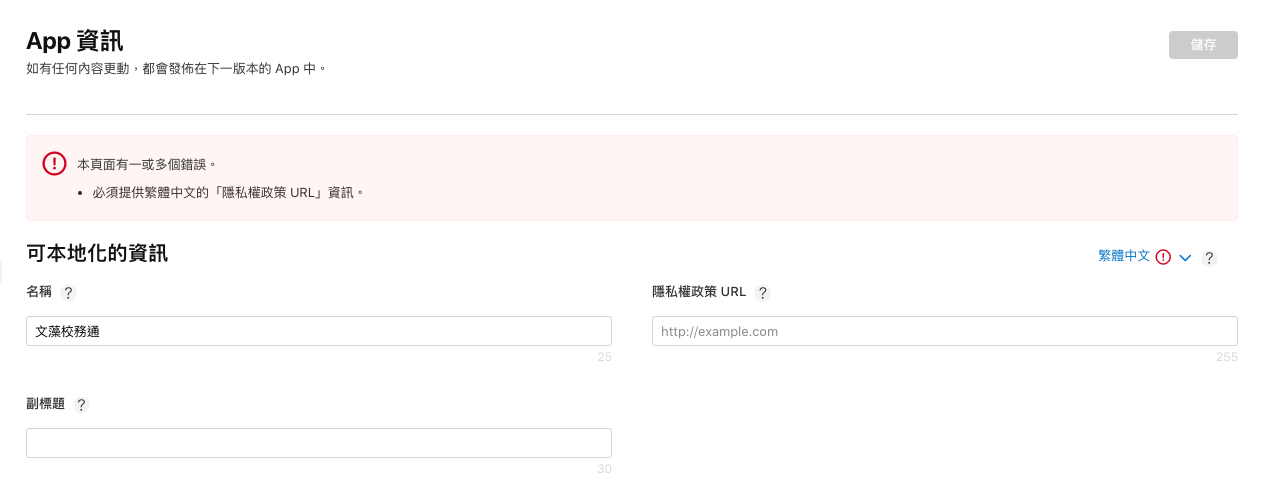 App 資訊
儲存
如有任何內容更動，都會發佈在下一版本的 App 中。
本頁面有一或多個錯誤。
• 必須提供繁體中文的「隱私權政策 URL」資訊。
可本地化的資訊
繁體中文 ?
名稱 ?
隱私權政策 URL ?
文藻校務通
http://example.com
25
255
副標題 ?
30